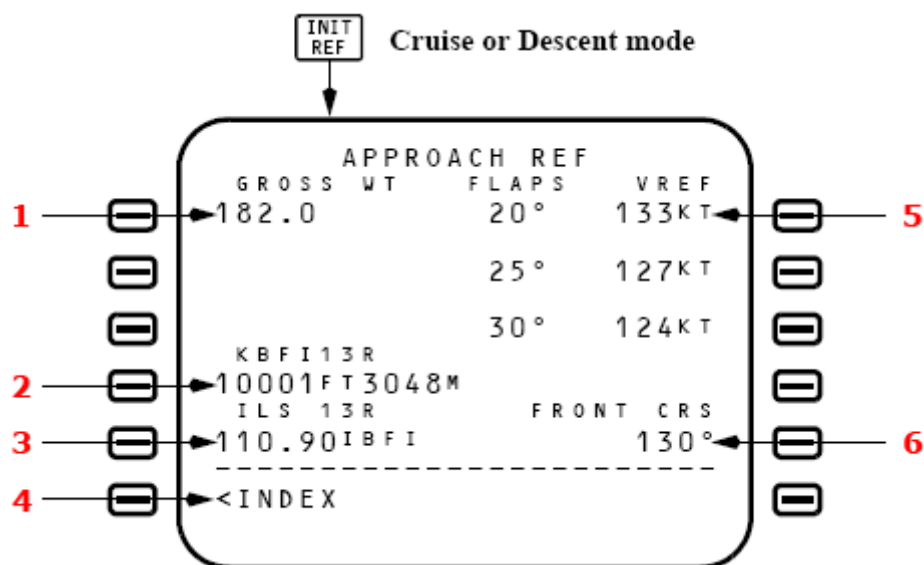 INIT REF Cruise or Descent mode
APPROACH REF
GROSS WT FLAPS VREF
1 182.0 20° 133KT 5
25° 127KT
30° 124KT
KBFI13R
2 10001FT3048M
ILS 13R FRONT CRS
3 110.90IBFI 130° 6
4 <INDEX